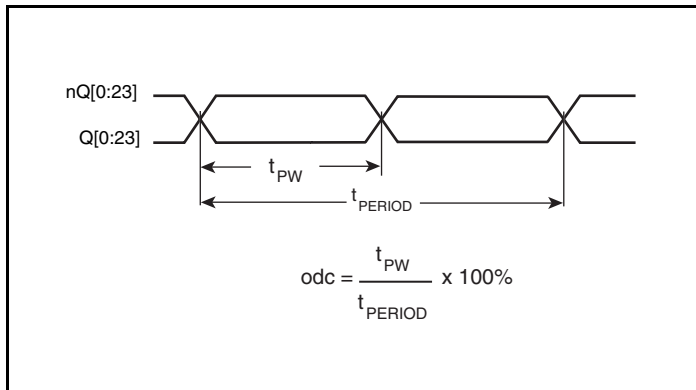 nQ[0:23]
Q[0:23]
tPW
tPERIOD
odc = tPW / tPERIOD x 100%